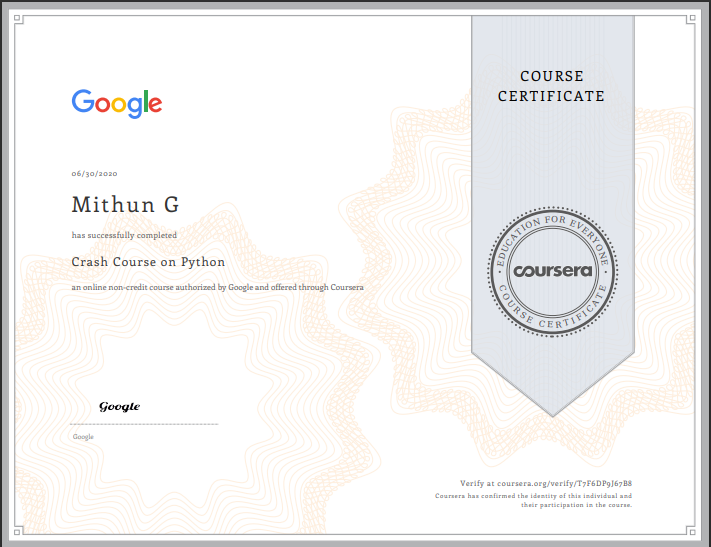 Google
COURSE
CERTIFICATE
06/30/2020
Mithun G
has successfully completed
Crash Course on Python
an online non-credit course authorized by Google and offered through Coursera
EDUCATION FOR EVERYONE
coursera
COURSE CERTIFICATE
Google
Google
Verify at coursera.org/verify/T7F6DP9J67B8
Coursera has confirmed the identity of this individual and
their participation in the course.